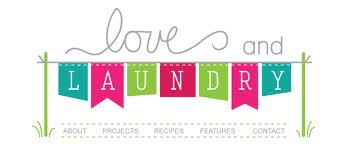 love and
LAUNDRY
ABOUT PROJECTS RECIPES FEATURES CONTACT